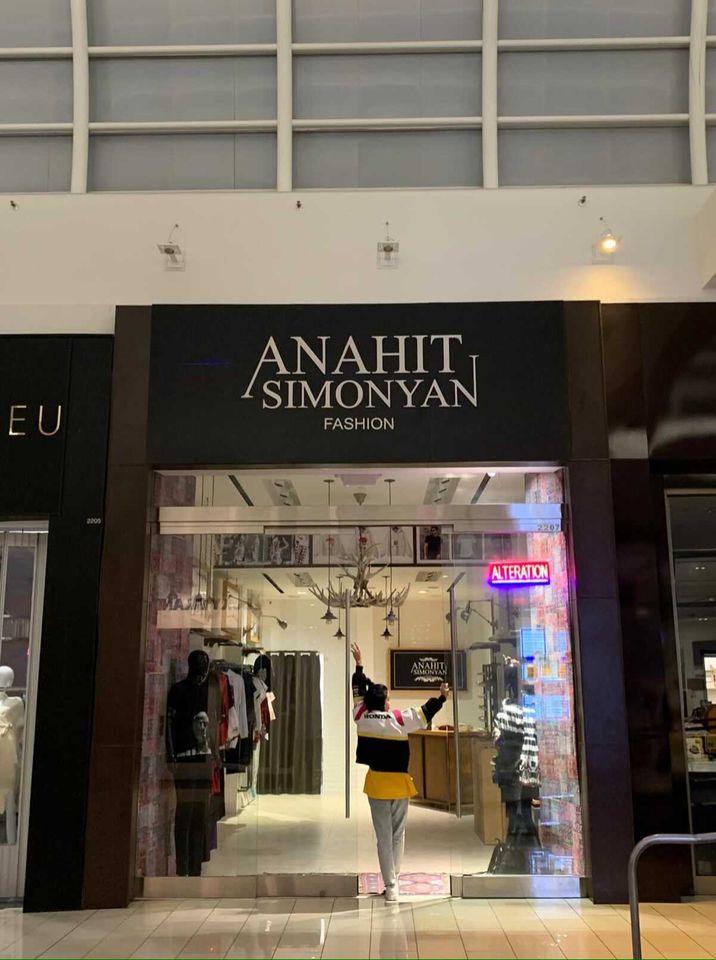 ANAHIT
SIMONYAN
FASHION
EU
2205
2207
ALTERATION
ANAHIT
SIMONYAN
HONDA